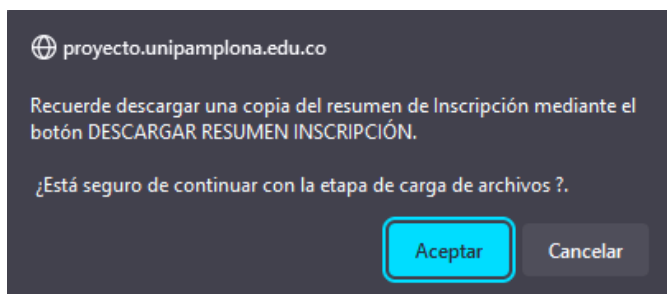 proyecto.unipamplona.edu.co
Recuerde descargar una copia del resumen de Inscripción mediante el
botón DESCARGAR RESUMEN INSCRIPCIÓN.
¿Está seguro de continuar con la etapa de carga de archivos ?.
Aceptar Cancelar